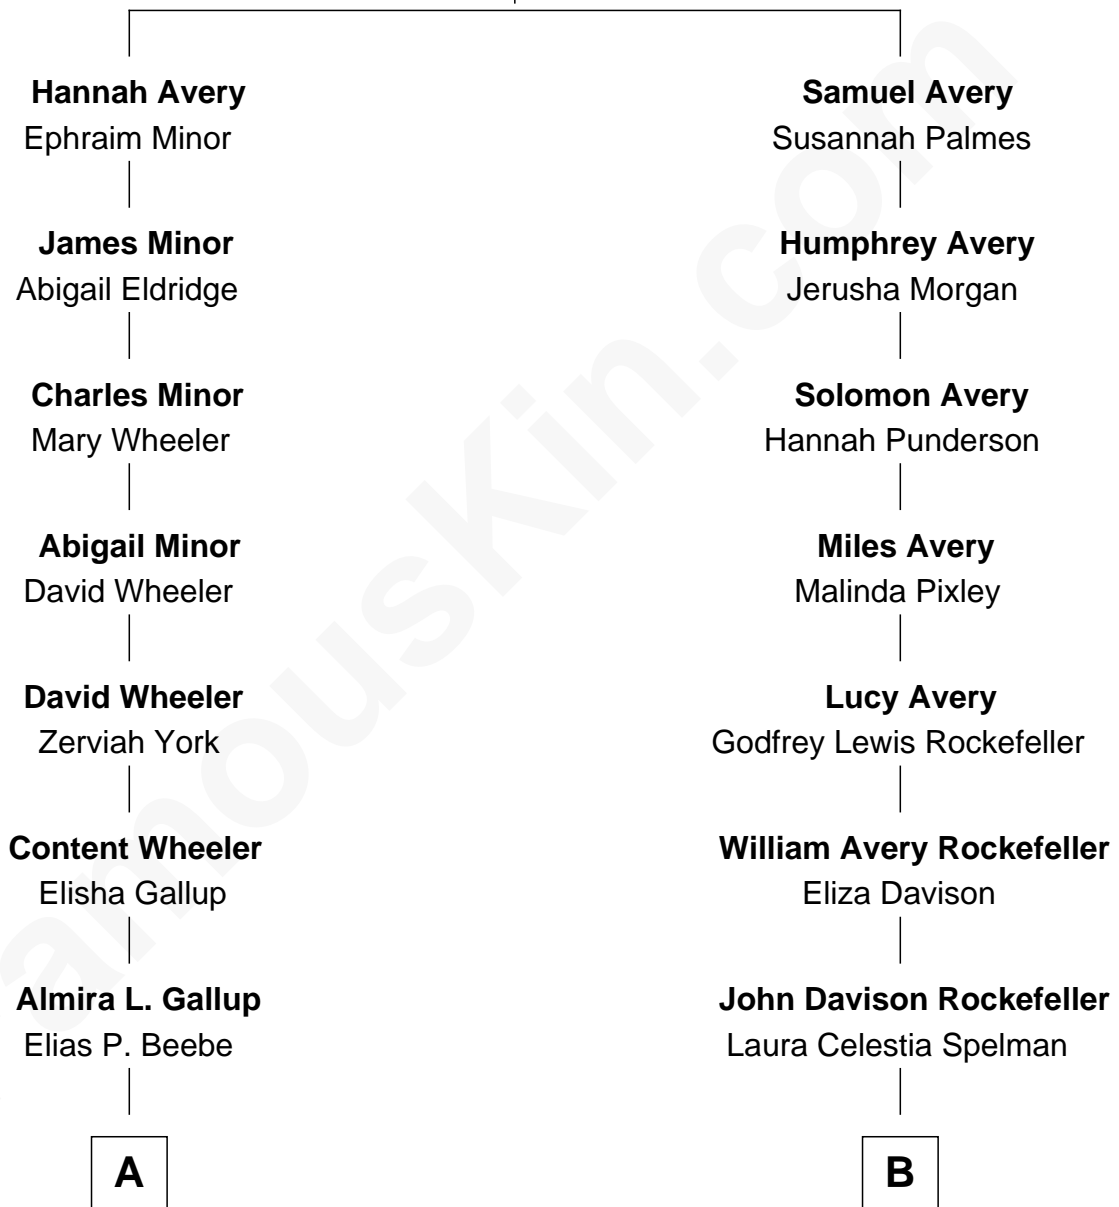 Hannah Avery
Ephraim Minor
James Minor
Abigail Eldridge
Charles Minor
Mary Wheeler
Abigail Minor
David Wheeler
David Wheeler
Zerviah York
Content Wheeler
Elisha Gallup
Almira L. Gallup
Elias P. Beebe
A
Samuel Avery
Susannah Palmes
Humphrey Avery
Jerusha Morgan
Solomon Avery
Hannah Punderson
Miles Avery
Malinda Pixley
Lucy Avery
Godfrey Lewis Rockefeller
William Avery Rockefeller
Eliza Davison
John Davison Rockefeller
Laura Celestia Spelman
B
amousKin.com